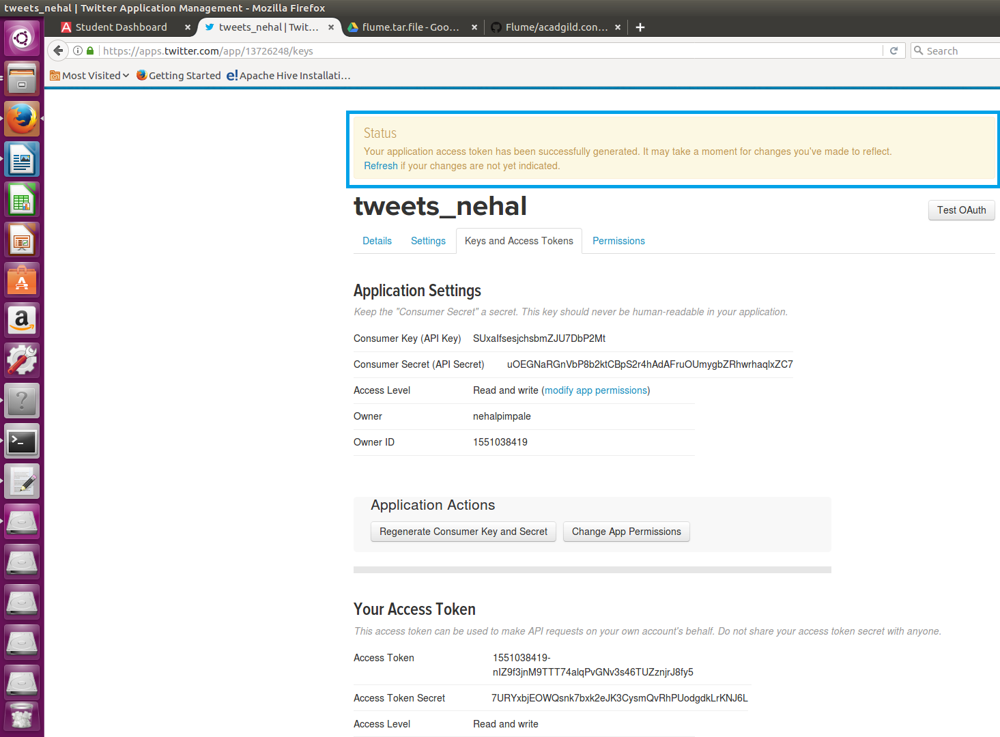 tweets_nehal | Twitter Application Management - Mozilla Firefox
Student Dashboard
tweets_nehal | Twit...
flume.tar.file - Goo...
Flume/acadgild.con...
https://apps.twitter.com/app/13726248/keys
Search
Most Visited
Getting Started
e! Apache Hive Installati...
Status
Your application access token has been successfully generated. It may take a moment for changes you've made to reflect.
Refresh if your changes are not yet indicated.
tweets_nehal
Test OAuth
Details Settings Keys and Access Tokens Permissions
Application Settings
Keep the "Consumer Secret" a secret. This key should never be human-readable in your application.
Consumer Key (API Key) SUxaIfsesjchsbmZJU7DbP2Mt
Consumer Secret (API Secret) uOEGNaRGnVbP8b2ktCBpS2r4hAdAFruOUmygbZRhwrhaqlxZC7
Access Level Read and write (modify app permissions)
Owner nehalpimpale
Owner ID 1551038419
Application Actions
Regenerate Consumer Key and Secret Change App Permissions
Your Access Token
This access token can be used to make API requests on your own account's behalf. Do not share your access token secret with anyone.
Access Token 1551038419-
nIZ9f3jnM9TTT74alqPvGNv3s46TUZznjrJ8fy5
Access Token Secret 7URYxbjEOWQsnk7bxk2eJK3CysmQvRhPUodgdkLrKNJ6L
Access Level Read and write